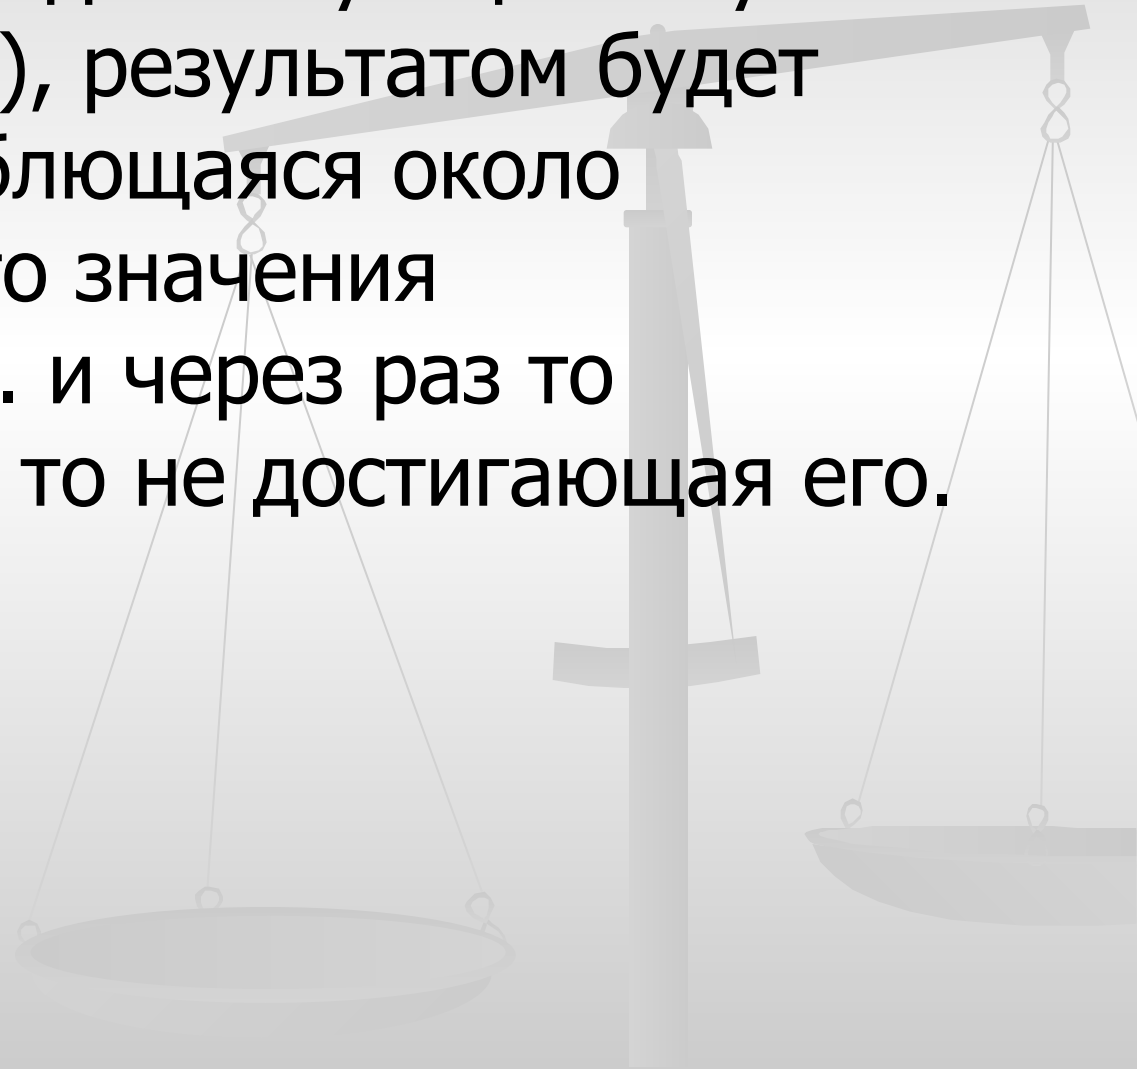 ), результатом будет
блющаяся около
о значения
. и через раз то
то не достигающая его.